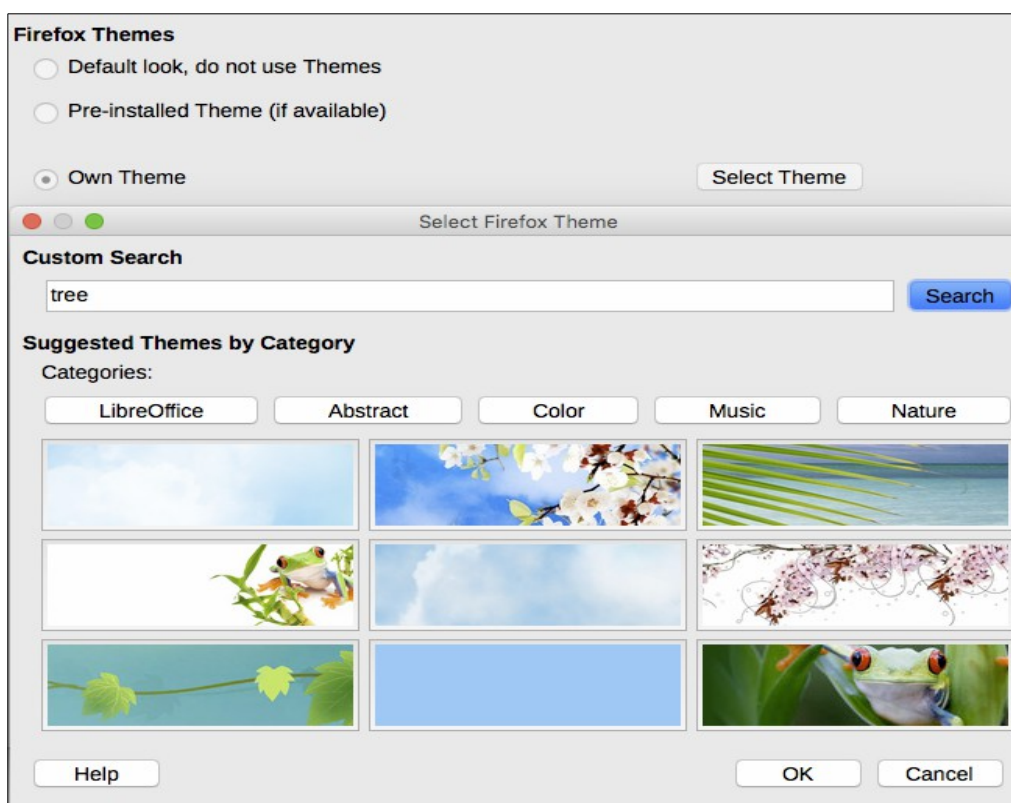 Firefox Themes
Default look, do not use Themes
Pre-installed Theme (if available)
Own Theme Select Theme
Select Firefox Theme
Custom Search
tree Search
Suggested Themes by Category
Categories:
LibreOffice Abstract Color Music Nature
Help OK Cancel